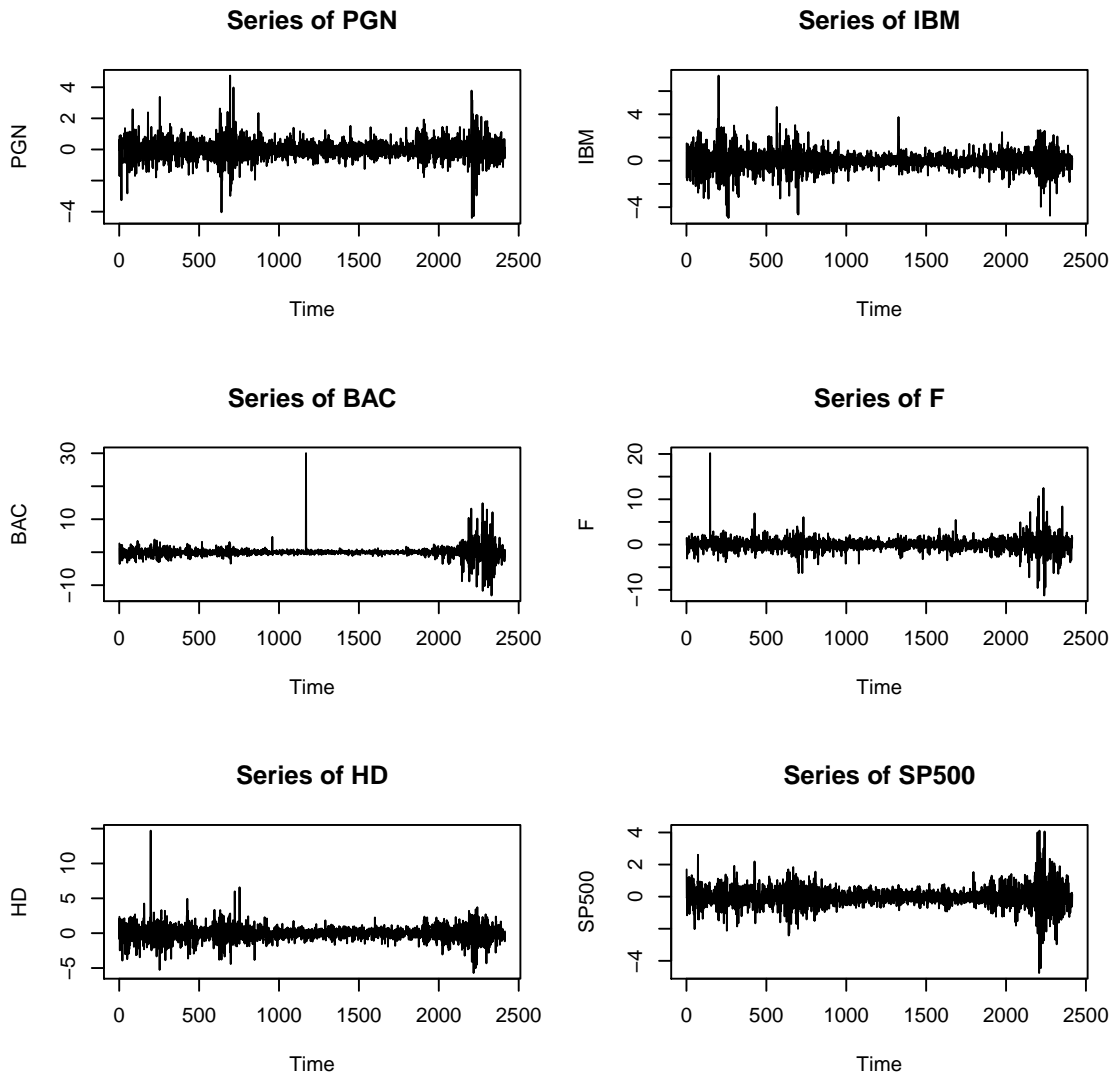 Series of PGN
PGN
4
2
0
−4
0 500 1000 1500 2000 2500
Time
Series of IBM
IBM
4
0
−4
0 500 1000 1500 2000 2500
Time
Series of BAC
BAC
30
10
−10
0 500 1000 1500 2000 2500
Time
Series of F
F
20
10
0
−10
0 500 1000 1500 2000 2500
Time
Series of HD
HD
10
5
0
−5
0 500 1000 1500 2000 2500
Time
Series of SP500
SP500
4
2
0
−4
0 500 1000 1500 2000 2500
Time